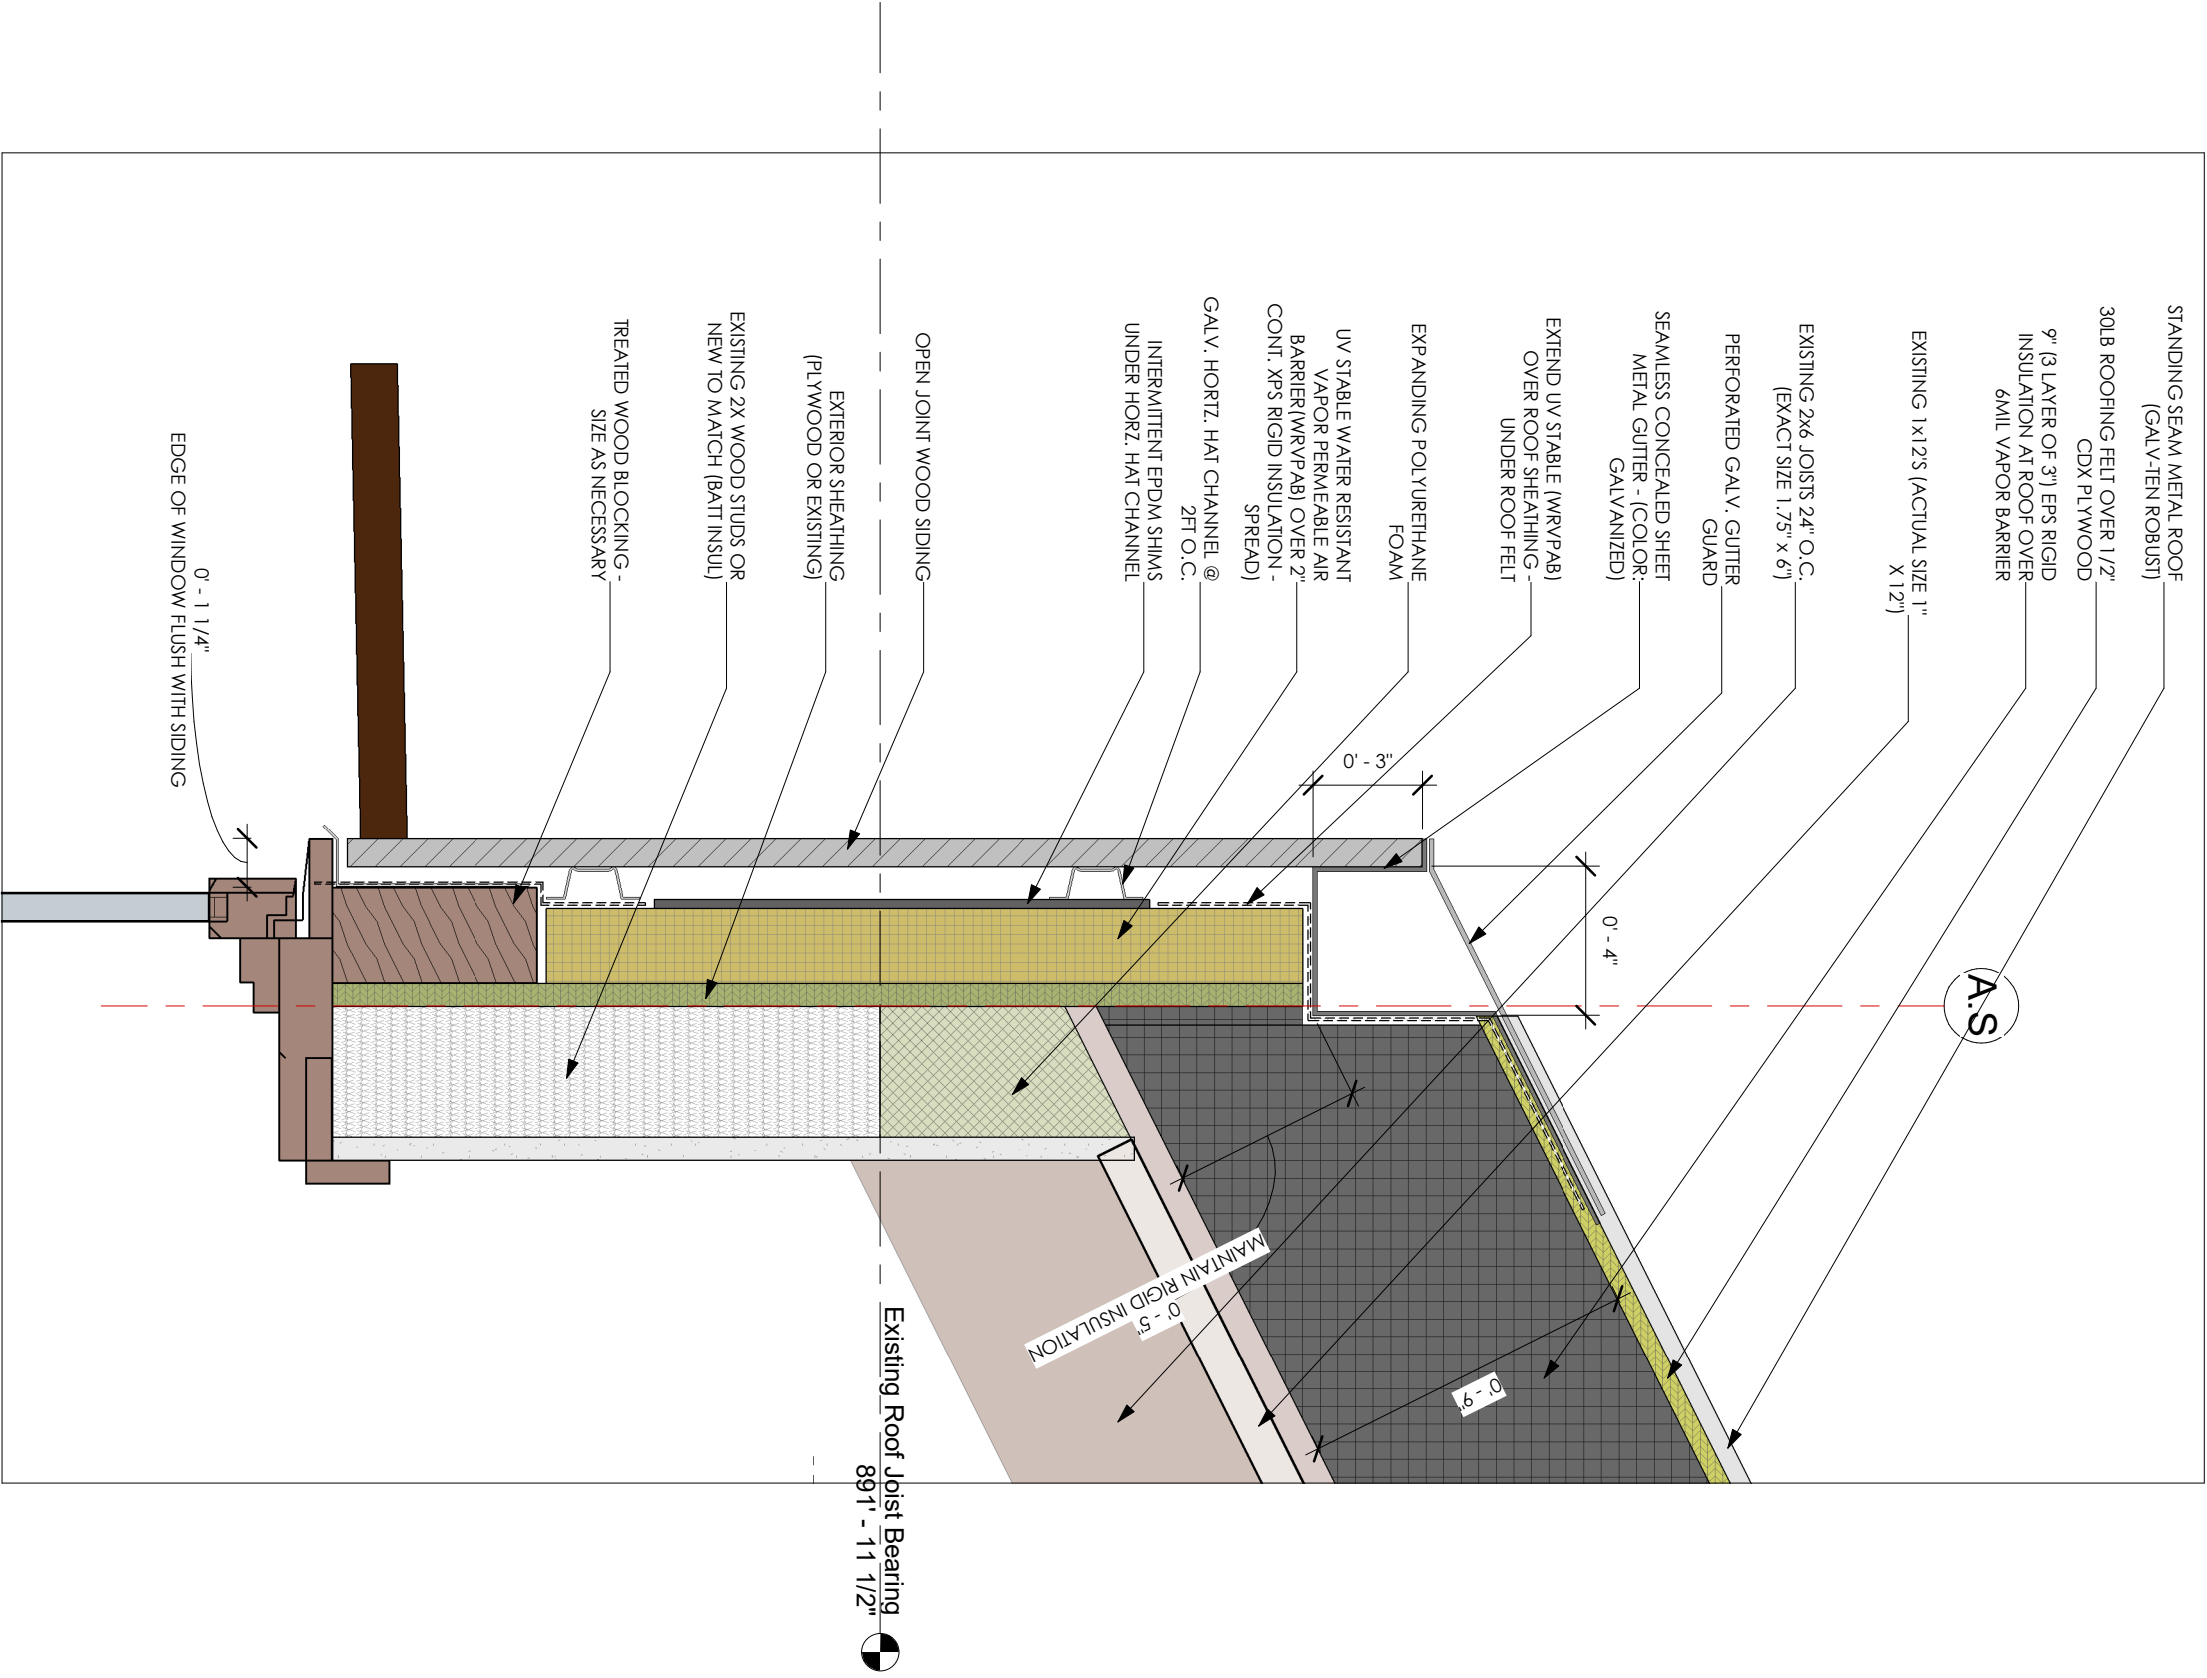 STANDING SEAM METAL ROOF
(GALV-TEN ROBUST)
30LB ROOFING FELT OVER 1/2"
CDX PLYWOOD
9" (3 LAYER OF 3") EPS RIGID
INSULATION AT ROOF OVER
6MIL VAPOR BARRIER
EXISTING 1x12'S (ACTUAL SIZE 1"
X 12")
EXISTING 2x6 JOISTS 24" O.C.
(EXACT SIZE 1.75" x 6")
PERFORATED GALV. GUTTER
GUARD
SEAMLESS CONCEALED SHEET
METAL GUTTER - (COLOR:
GALVANIZED)
EXTEND UV STABLE (WRVPAB)
OVER ROOF SHEATHING -
UNDER ROOF FELT
EXPANDING POLYURETHANE
FOAM
UV STABLE WATER RESISTANT
VAPOR PERMEABLE AIR
BARRIER(WRVPAB) OVER 2"
CONT. XPS RIGID INSULATION -
SPREAD)
GALV. HORTZ. HAT CHANNEL @
2FT O.C.
INTERMITTENT EPDM SHIMS
UNDER HORZ. HAT CHANNEL
OPEN JOINT WOOD SIDING
EXTERIOR SHEATHING
(PLYWOOD OR EXISTING)
EXISTING 2X WOOD STUDS OR
NEW TO MATCH (BATT INSUL)
TREATED WOOD BLOCKING -
SIZE AS NECESSARY
0' - 1 1/4"
EDGE OF WINDOW FLUSH WITH SIDING
0' - 3"
0' - 4"
A.S
0' - 9"
0' - 5"
MAINTAIN RIGID INSULATION
Existing Roof Joist Bearing
891' - 11 1/2"